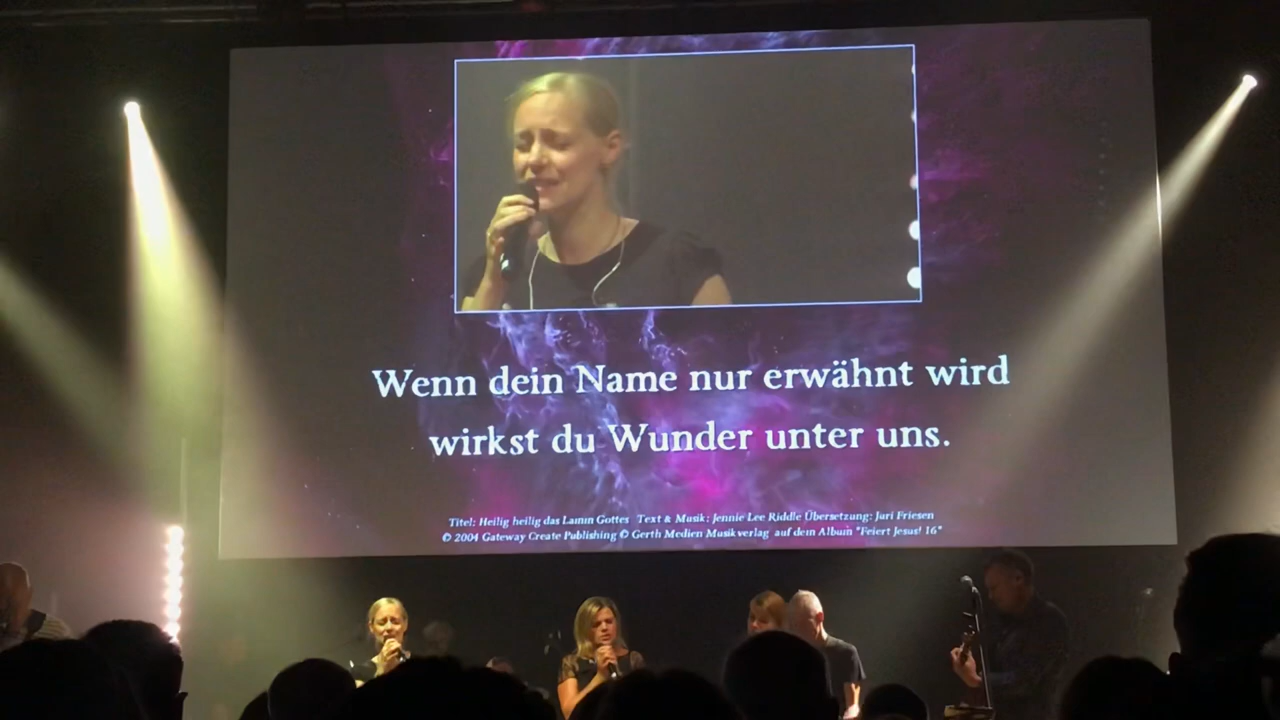 Wenn dein Name nur erwähnt wird
wirkst du Wunder unter uns.
Titel: Heilig heilig das Lamm Gottes Text & Musik: Jennie Lee Riddle Übersetzung: Juri Friesen
© 2004 Gateway Create Publishing © Gerth Medien Musikverlag auf dem Album "Feiert Jesus! 16"